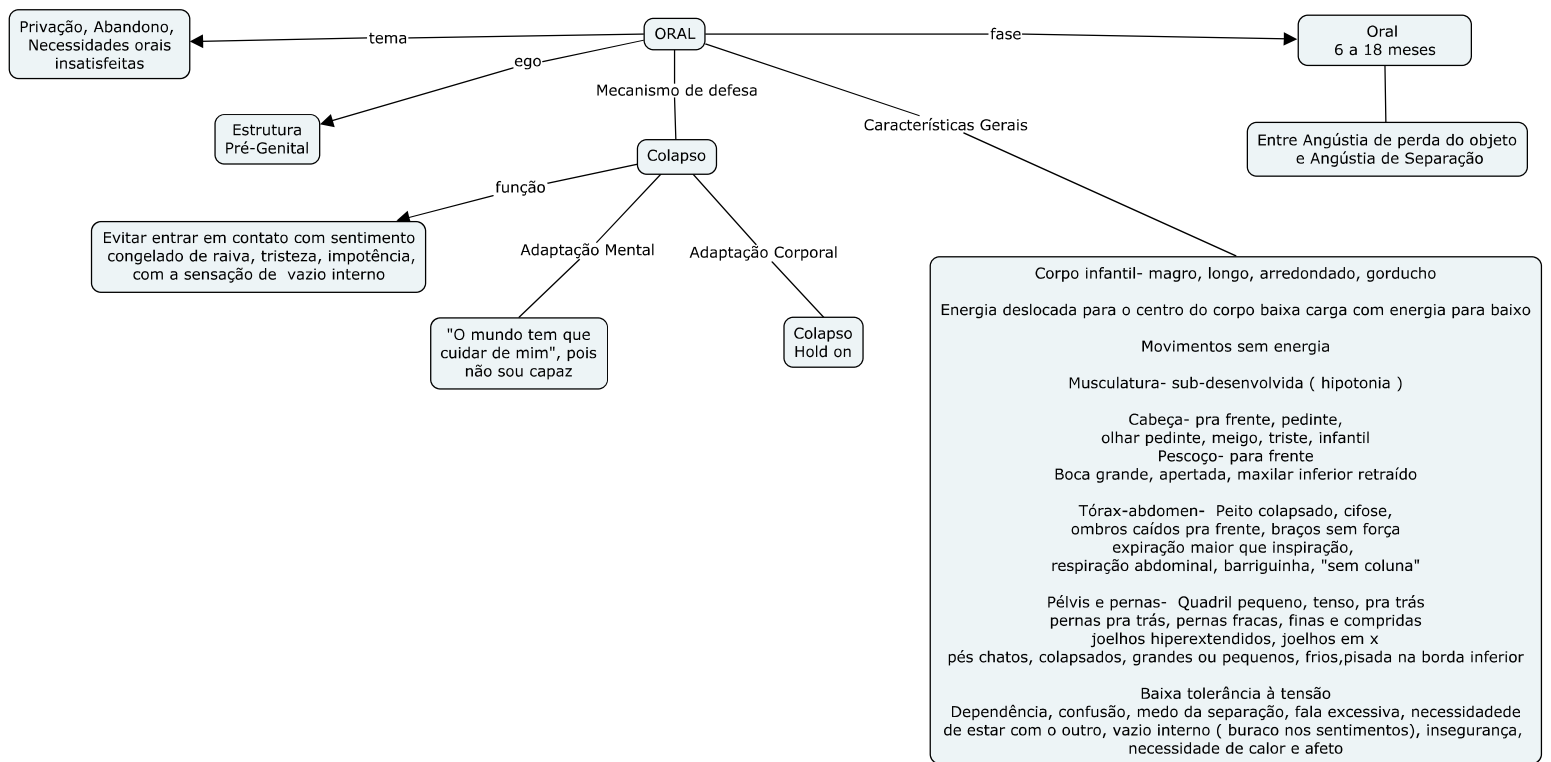 Privação, Abandono,
Necessidades orais
insatisfeitas
tema
ORAL
fase
Oral
6 a 18 meses
ego
Mecanismo de defesa
Características Gerais
Estrutura
Pré-Genital
Colapso
Entre Angústia de perda do objeto
e Angústia de Separação
função
Evitar entrar em contato com sentimento
congelado de raiva, tristeza, impotência,
com a sensação de vazio interno
Adaptação Mental
Adaptação Corporal
"O mundo tem que
cuidar de mim", pois
não sou capaz
Colapso
Hold on
Corpo infantil- magro, longo, arredondado, gorducho
Energia deslocada para o centro do corpo baixa carga com energia para baixo
Movimentos sem energia
Musculatura- sub-desenvolvida ( hipotonia )
Cabeça- pra frente, pedinte,
olhar pedinte, meigo, triste, infantil
Pescoço- para frente
Boca grande, apertada, maxilar inferior retraído
Tórax-abdomen- Peito colapsado, cifose,
ombros caídos pra frente, braços sem força
expiração maior que inspiração,
respiração abdominal, barriguinha, "sem coluna"
Pélvis e pernas- Quadril pequeno, tenso, pra trás
pernas pra trás, pernas fracas, finas e compridas
joelhos hiperextendidos, joelhos em x
pés chatos, colapsados, grandes ou pequenos, frios,pisada na borda inferior
Baixa tolerância à tensão
Dependência, confusão, medo da separação, fala excessiva, necessidadede
de estar com o outro, vazio interno ( buraco nos sentimentos), insegurança,
necessidade de calor e afeto